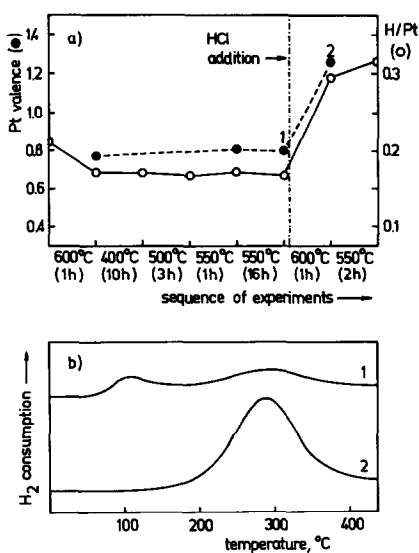 a)
HCl
addition
Pt valence (●)
H/Pt
(○)
1.4
1.2
1.0
0.8
0.6
0.4
0.3
0.2
0.1
1
2
600°C
(1h)
400°C
(10h)
500°C
(3h)
550°C
(1h)
550°C
(16h)
600°C
(1h)
550°C
(2h)
sequence of experiments
b)
H₂ consumption
1
2
100
200
300
400
temperature, °C